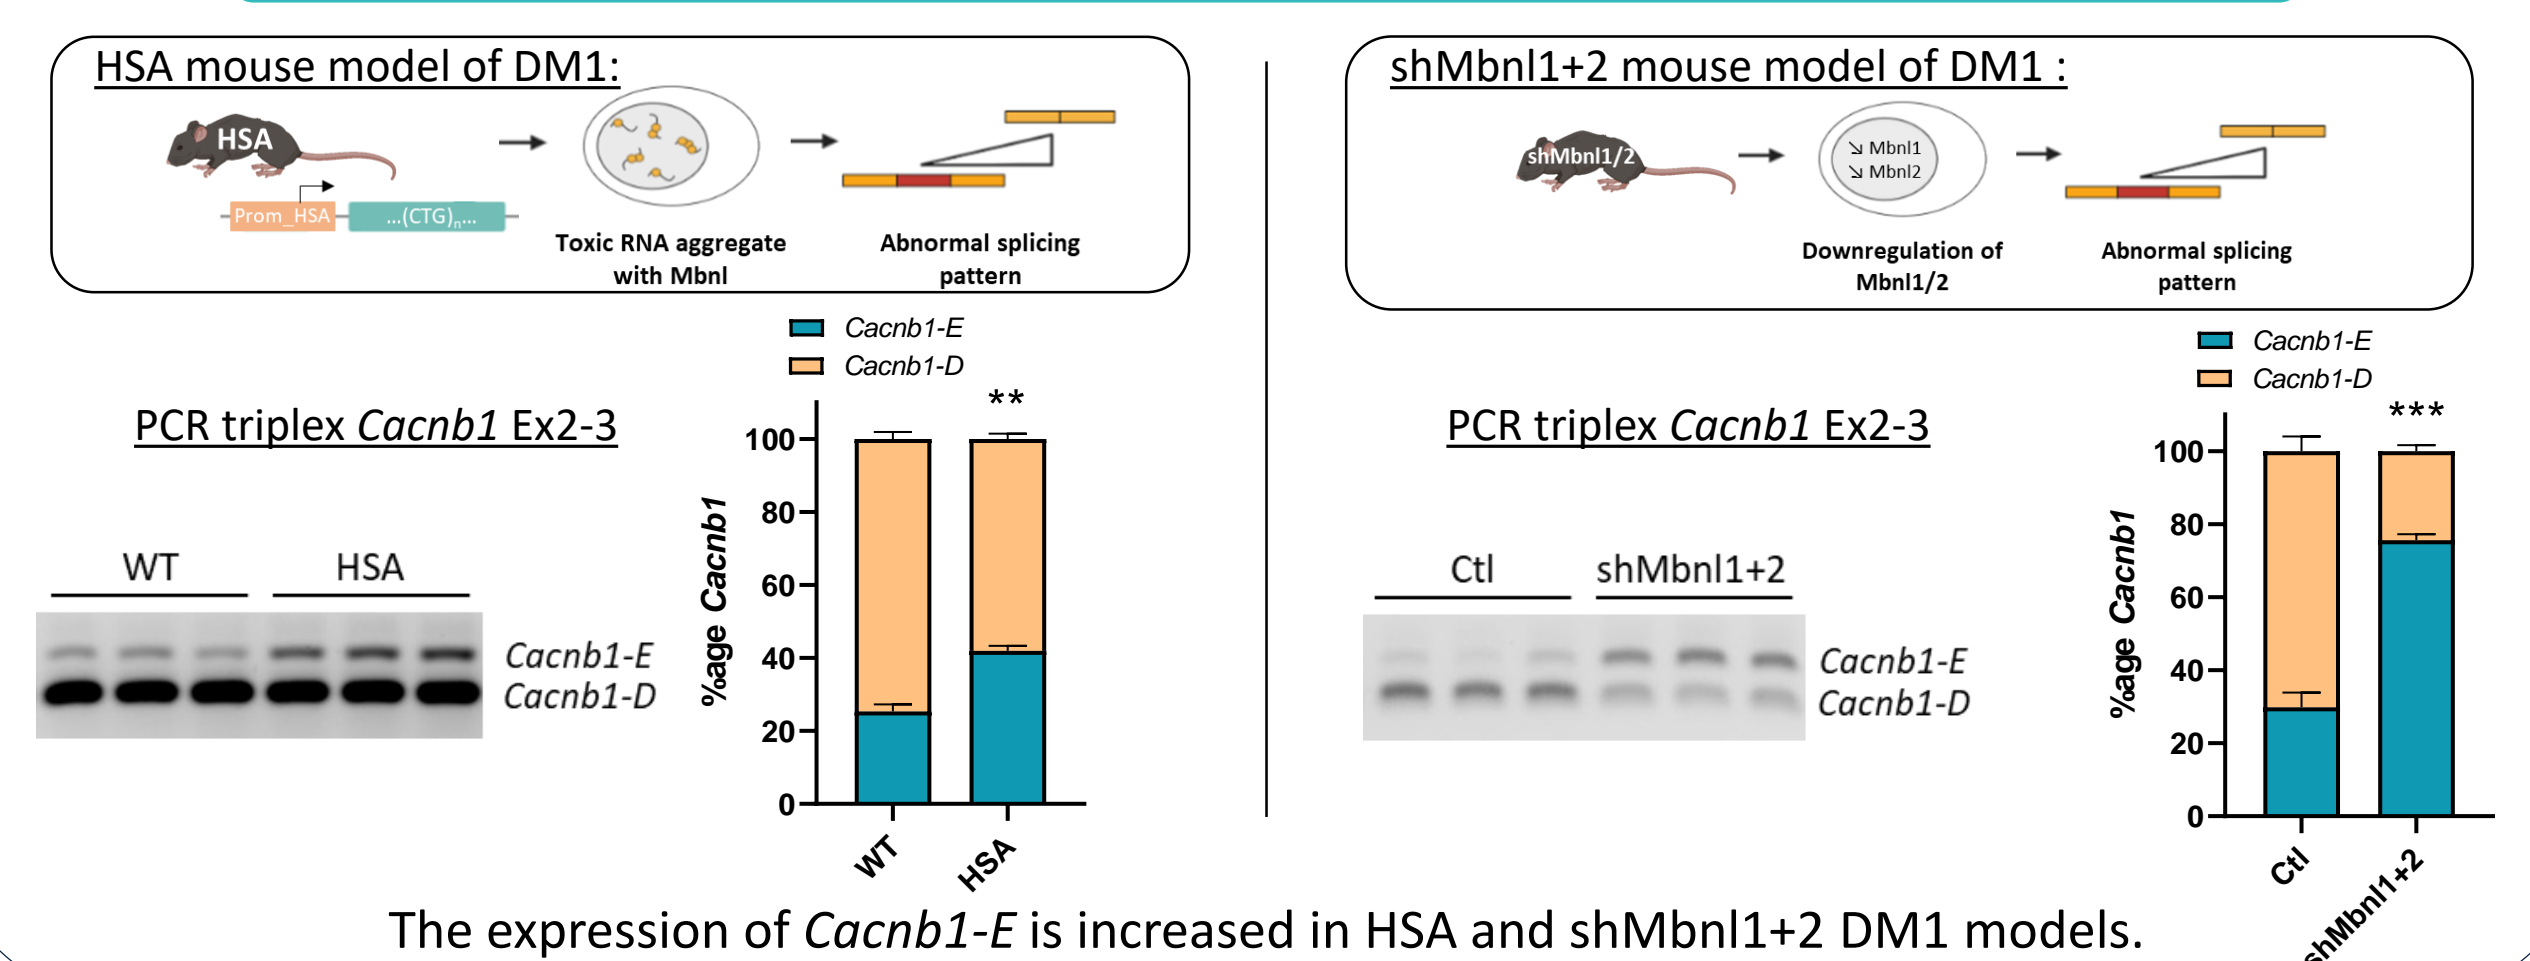 HSA mouse model of DM1:
HSA
Prom_HSA
...(CTG)n...
Toxic RNA aggregate
with Mbnl
Abnormal splicing
pattern
Cacnb1-E
Cacnb1-D
PCR triplex Cacnb1 Ex2-3
WT
HSA
Cacnb1-E
Cacnb1-D
%age Cacnb1
**
100
80
60
40
20
0
WT
HSA
shMbnl1+2 mouse model of DM1 :
shMbnl1/2
↘ Mbnl1
↘ Mbnl2
Downregulation of
Mbnl1/2
Abnormal splicing
pattern
Cacnb1-E
Cacnb1-D
PCR triplex Cacnb1 Ex2-3
Ctl
shMbnl1+2
Cacnb1-E
Cacnb1-D
%age Cacnb1
***
100
80
60
40
20
0
Ctl
shMbnl1+2
The expression of Cacnb1-E is increased in HSA and shMbnl1+2 DM1 models.